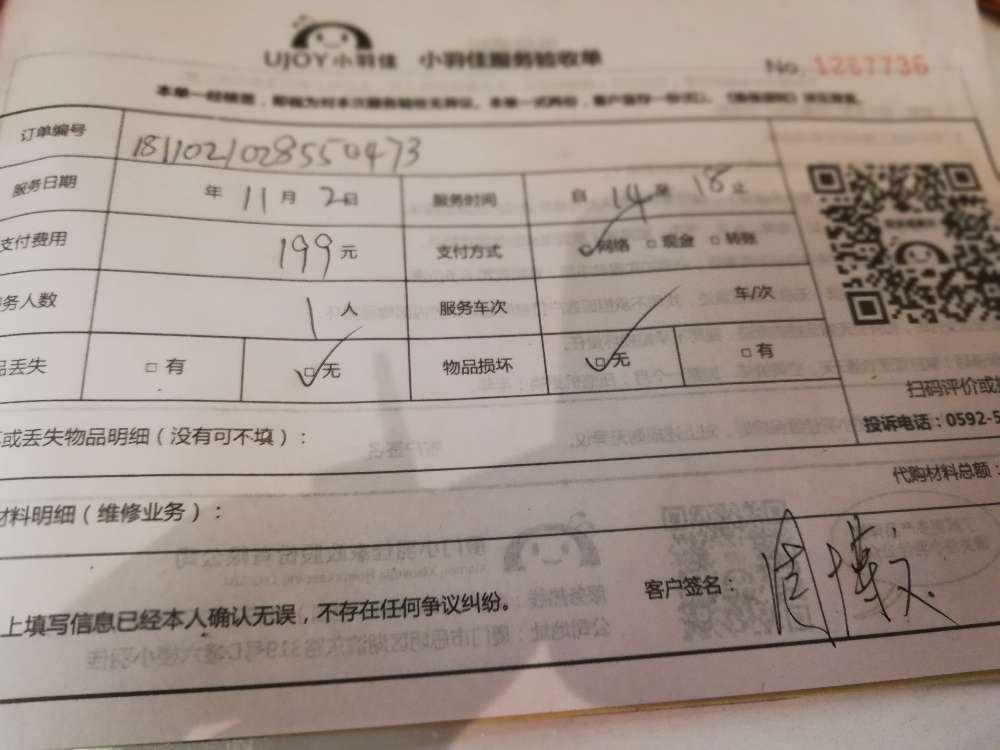 UJOY小羽佳 小羽佳服务验收单 No. 1287736
订单编号 1811021028550473
服务日期 年 11月 2日 服务时间 自 14 至 18 止
支付费用 199元 支付方式 ☑网络 □现金 □转账
务人数 1人 服务车次 车/次
品丢失 □有 ☑无 物品损坏 ☑无 □有
扫码评价或
或丢失物品明细（没有可不填）： 投诉电话：0592-5
代购材料总额：
材料明细（维修业务）：
客户签名：
上填写信息已经本人确认无误，不存在任何争议纠纷。